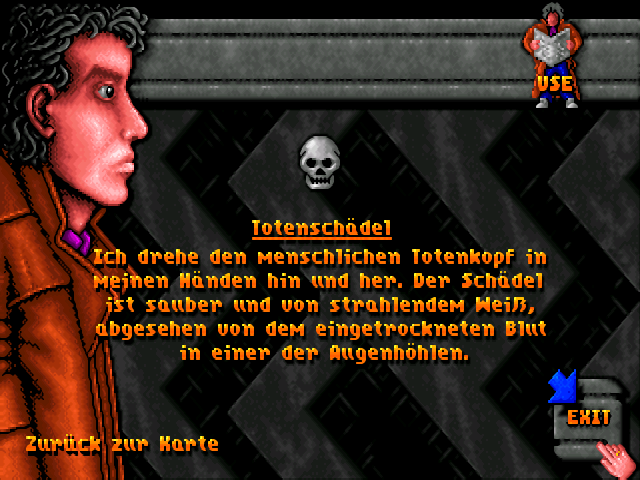 USE
Totenschädel
Ich drehe den menschlichen Totenkopf in
meinen Händen hin und her. Der Schädel
ist sauber und von strahlendem Weiß,
abgesehen von dem eingetrockneten Blut
in einer der Augenhöhlen.
EXIT
Zurück zur Karte